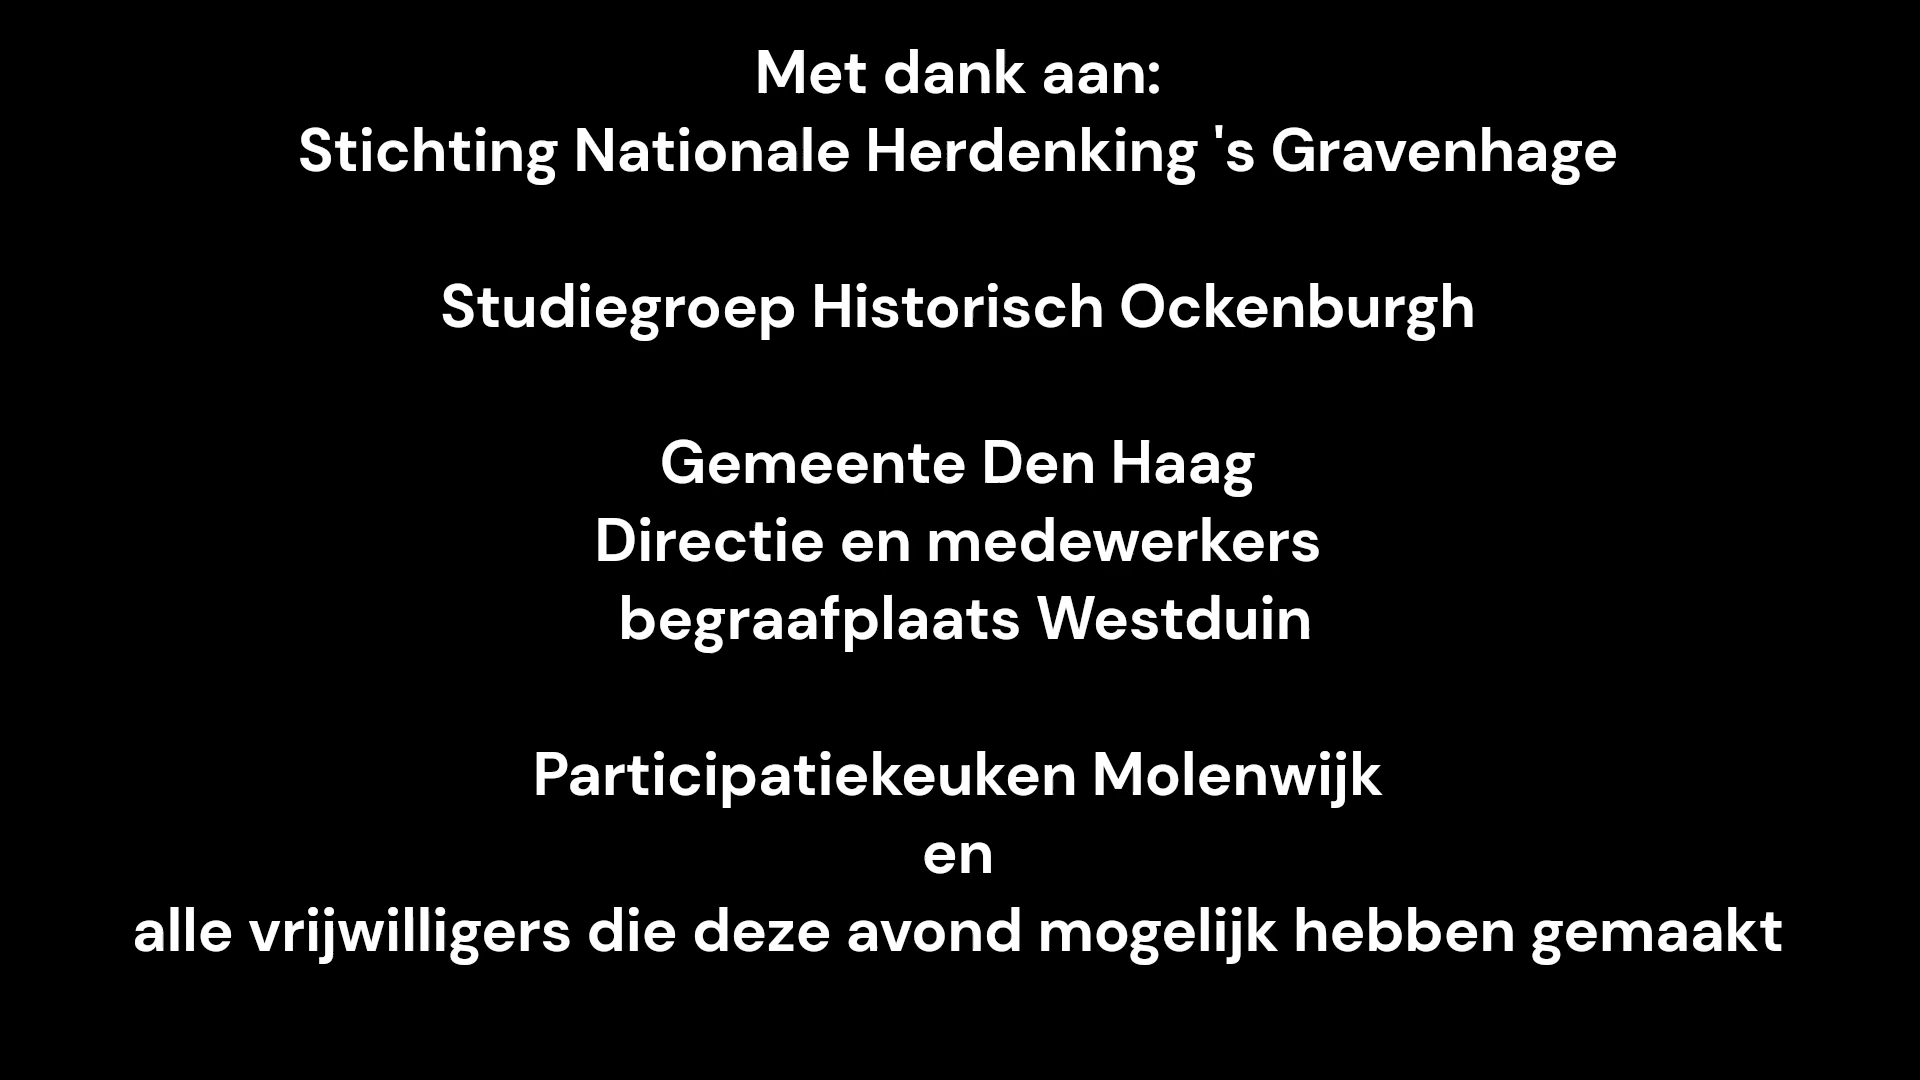 Met dank aan:
Stichting Nationale Herdenking 's Gravenhage
Studiegroep Historisch Ockenburgh
Gemeente Den Haag
Directie en medewerkers
begraafplaats Westduin
Participatiekeuken Molenwijk
en
alle vrijwilligers die deze avond mogelijk hebben gemaakt